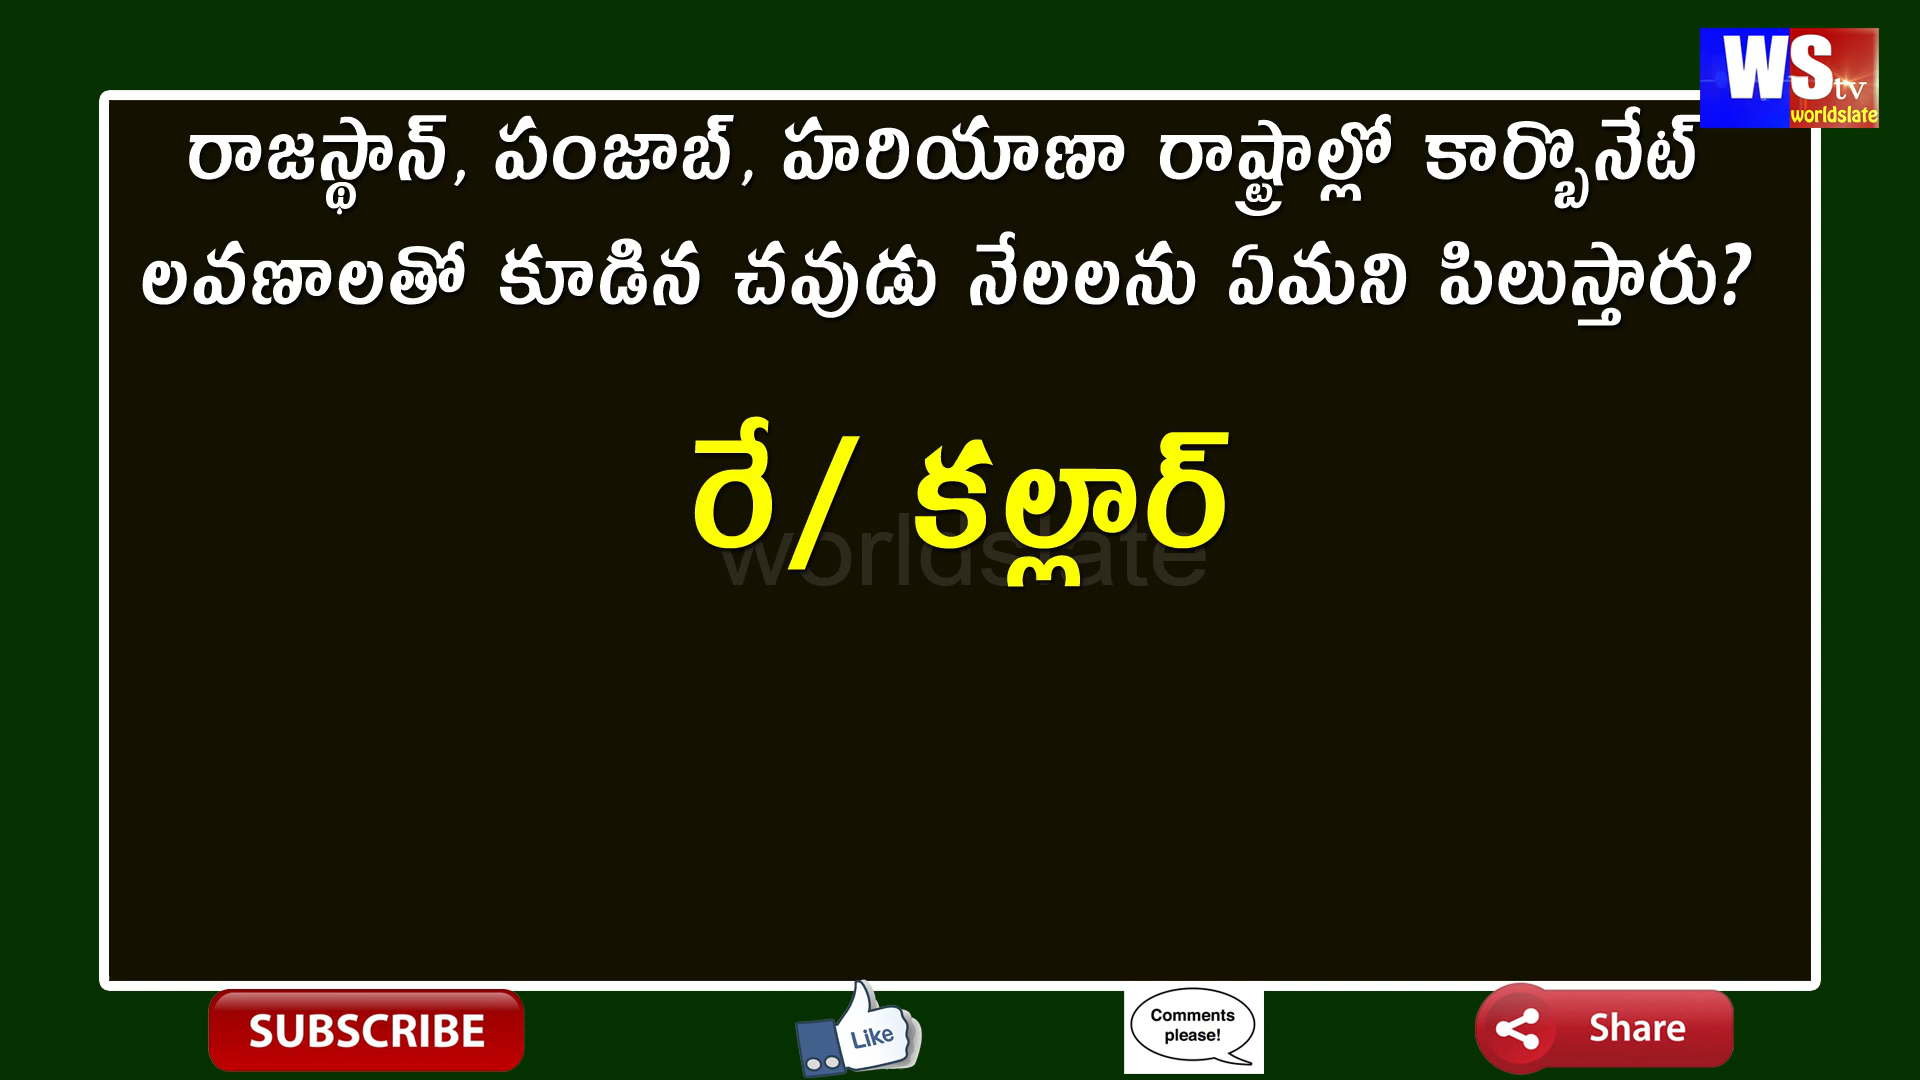 WS tv
worldslate
రాజస్థాన్, పంజాబ్, హరియాణా రాష్ట్రాల్లో కార్బొనేట్
లవణాలతో కూడిన చవుడు నేలలను ఏమని పిలుస్తారు?
రే/ కల్లార్
worldslate
SUBSCRIBE
Like
Comments
please!
Share